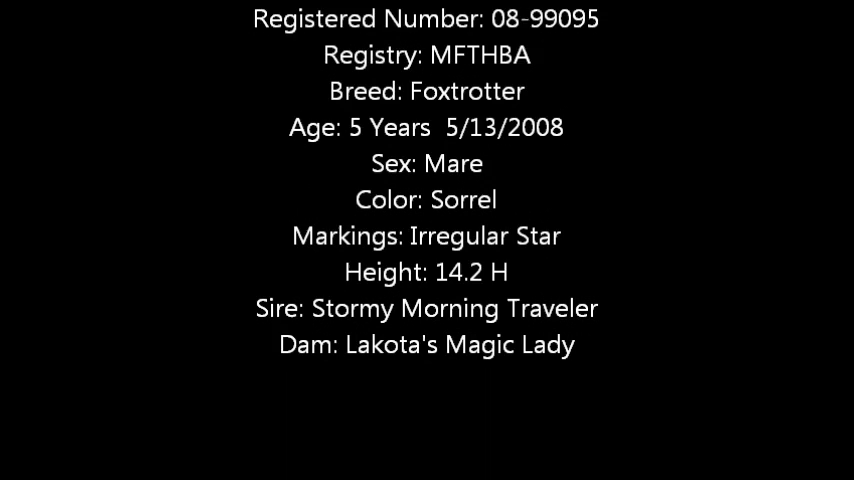 Registered Number: 08-99095
Registry: MFTHBA
Breed: Foxtrotter
Age: 5 Years  5/13/2008
Sex: Mare
Color: Sorrel
Markings: Irregular Star
Height: 14.2 H
Sire: Stormy Morning Traveler
Dam: Lakota's Magic Lady